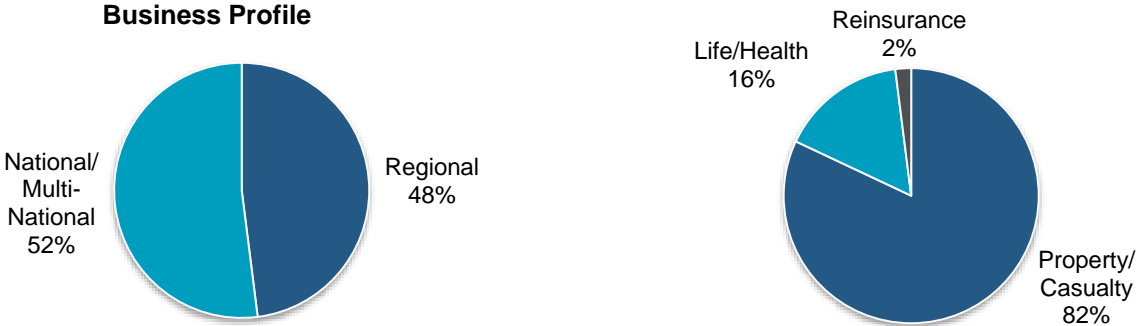 Business Profile
National/
Multi-
National
52%
Regional
48%
Reinsurance
2%
Life/Health
16%
Property/
Casualty
82%